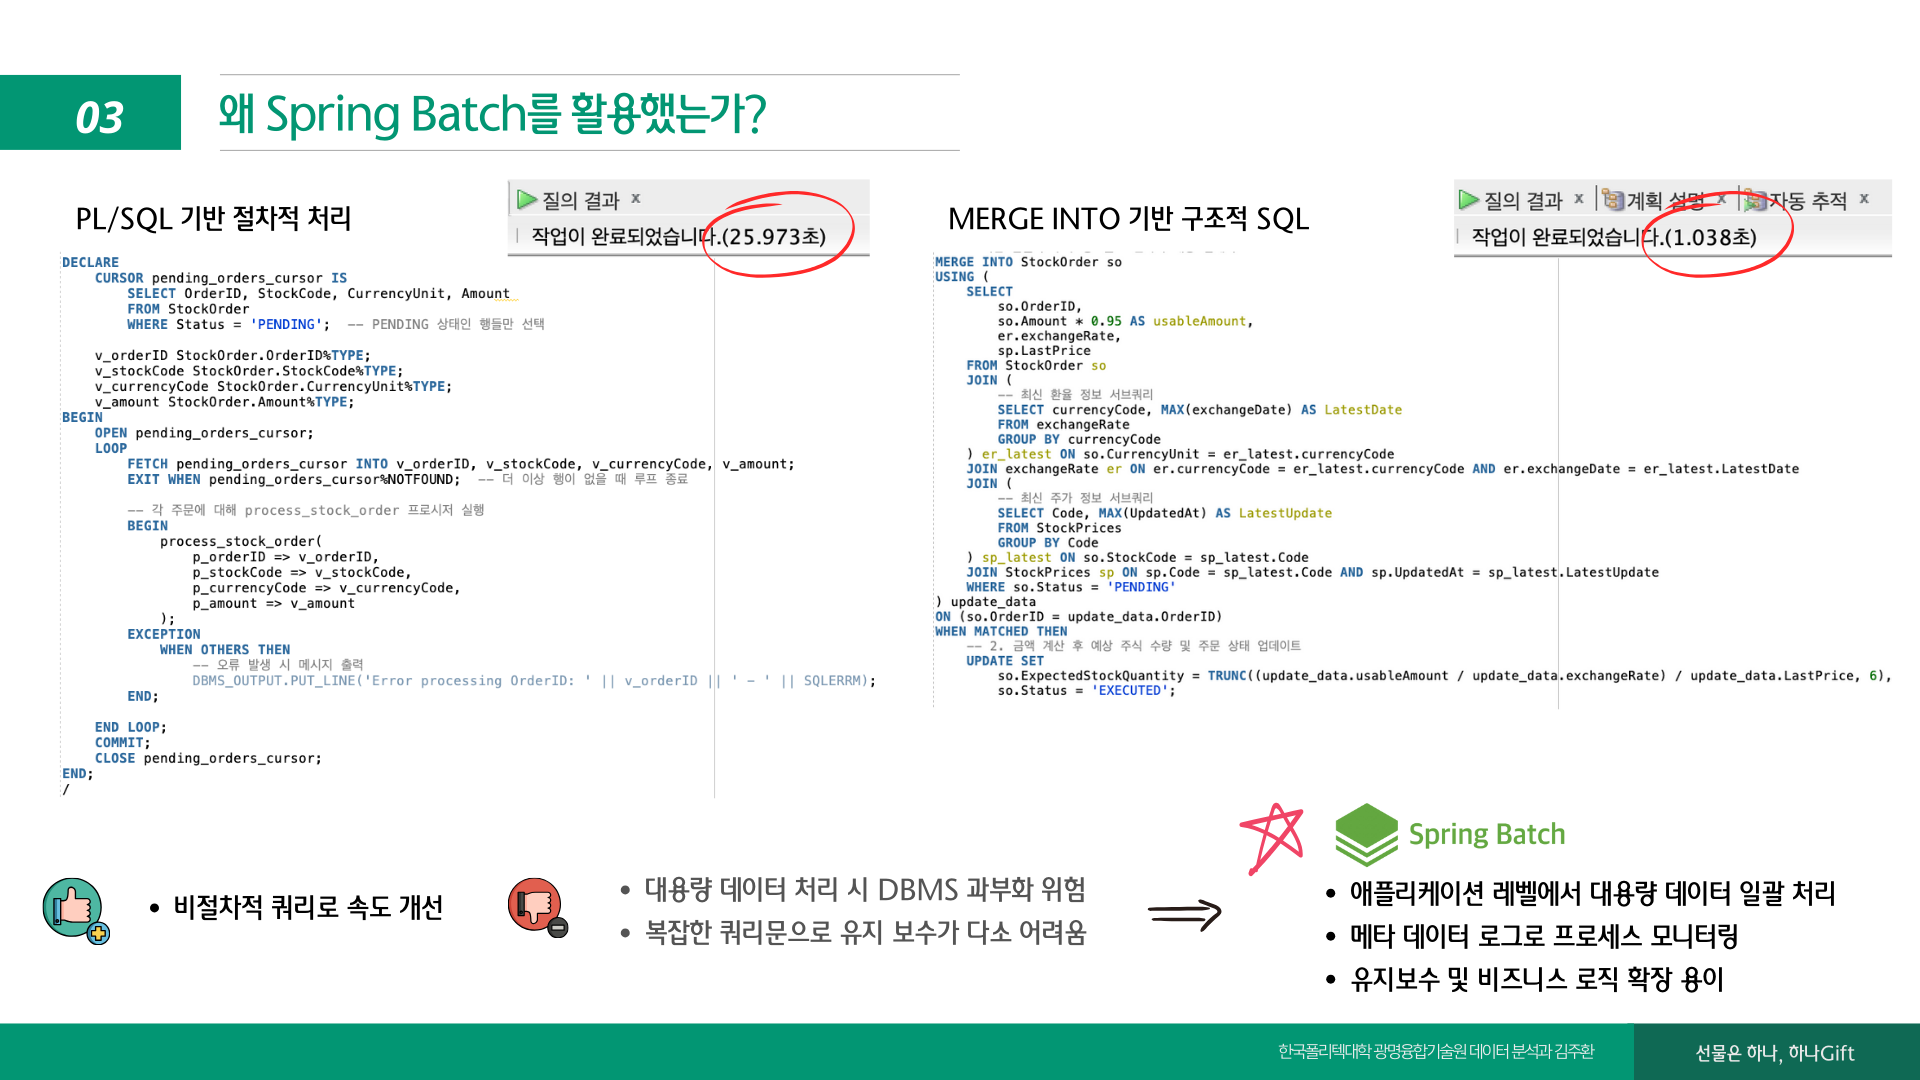 03
왜 Spring Batch를 활용했는가?
PL/SQL 기반 절차적 처리
질의 결과 x
작업이 완료되었습니다.(25.973초)
DECLARE
CURSOR pending_orders_cursor IS
SELECT OrderID, StockCode, CurrencyUnit, Amount
FROM StockOrder
WHERE Status = 'PENDING';  -- PENDING 상태인 행들만 선택
v_orderID StockOrder.OrderID%TYPE;
v_stockCode StockOrder.StockCode%TYPE;
v_currencyCode StockOrder.CurrencyUnit%TYPE;
v_amount StockOrder.Amount%TYPE;
BEGIN
OPEN pending_orders_cursor;
LOOP
FETCH pending_orders_cursor INTO v_orderID, v_stockCode, v_currencyCode, v_amount;
EXIT WHEN pending_orders_cursor%NOTFOUND;  -- 더 이상 행이 없을 때 루프 종료
-- 각 주문에 대해 process_stock_order 프로시저 실행
BEGIN
process_stock_order(
p_orderID => v_orderID,
p_stockCode => v_stockCode,
p_currencyCode => v_currencyCode,
p_amount => v_amount
);
EXCEPTION
WHEN OTHERS THEN
-- 오류 발생 시 메시지 출력
DBMS_OUTPUT.PUT_LINE('Error processing OrderID: ' || v_orderID || ' - ' || SQLERRM);
END;
END LOOP;
COMMIT;
CLOSE pending_orders_cursor;
END;
/
MERGE INTO 기반 구조적 SQL
질의 결과 x 계획 설명 x 자동 추적 x
작업이 완료되었습니다.(1.038초)
MERGE INTO StockOrder so
USING (
SELECT
so.OrderID,
so.Amount * 0.95 AS usableAmount,
er.exchangeRate,
sp.LastPrice
FROM StockOrder so
JOIN (
-- 최신 환율 정보 서브쿼리
SELECT currencyCode, MAX(exchangeDate) AS LatestDate
FROM exchangeRate
GROUP BY currencyCode
) er_latest ON so.CurrencyUnit = er_latest.currencyCode
JOIN exchangeRate er ON er.currencyCode = er_latest.currencyCode AND er.exchangeDate = er_latest.LatestDate
JOIN (
-- 최신 주가 정보 서브쿼리
SELECT Code, MAX(UpdatedAt) AS LatestUpdate
FROM StockPrices
GROUP BY Code
) sp_latest ON so.StockCode = sp_latest.Code
JOIN StockPrices sp ON sp.Code = sp_latest.Code AND sp.UpdatedAt = sp_latest.LatestUpdate
WHERE so.Status = 'PENDING'
) update_data
ON (so.OrderID = update_data.OrderID)
WHEN MATCHED THEN
-- 2. 금액 계산 후 예상 주식 수량 및 주문 상태 업데이트
UPDATE SET
so.ExpectedStockQuantity = TRUNC((update_data.usableAmount / update_data.exchangeRate) / update_data.LastPrice, 6),
so.Status = 'EXECUTED';
• 비절차적 쿼리로 속도 개선
• 대용량 데이터 처리 시 DBMS 과부화 위험
• 복잡한 쿼리문으로 유지 보수가 다소 어려움
Spring Batch
• 애플리케이션 레벨에서 대용량 데이터 일괄 처리
• 메타 데이터 로그로 프로세스 모니터링
• 유지보수 및 비즈니스 로직 확장 용이
한국폴리텍대학 광명융합기술원 데이터 분석과 김주환
선물은 하나, 하나Gift